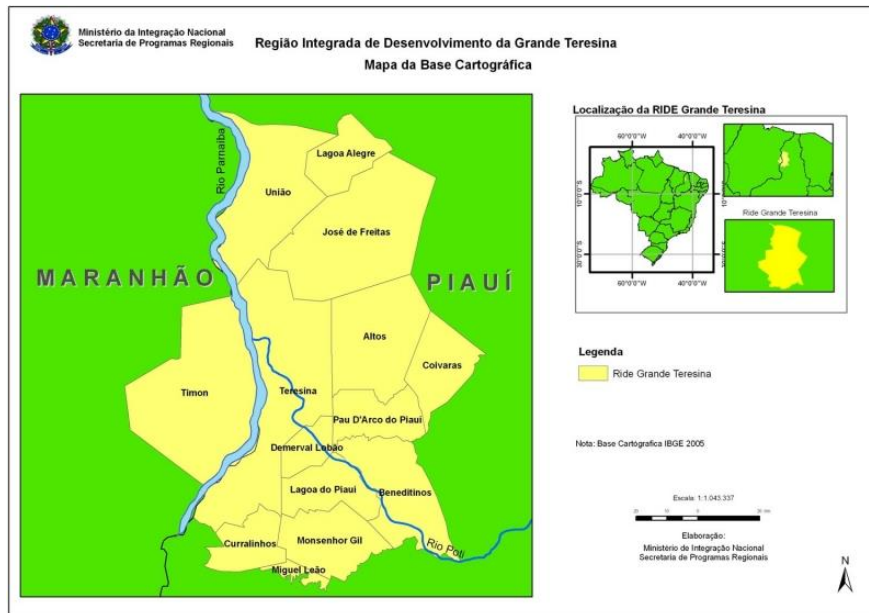 Ministério da Integração Nacional
Secretaria de Programas Regionais
Região Integrada de Desenvolvimento da Grande Teresina
Mapa da Base Cartográfica
Rio Parnaíba
Lagoa Alegre
União
José de Freitas
MARANHÃO
PIAUÍ
Altos
Coivaras
Timon
Teresina
Pau D'Arco do Piauí
Demerval Lobão
Lagoa do Piauí
Beneditinos
Curralinhos
Monsenhor Gil
Rio Poti
Miguel Leão
Localização da RIDE Grande Teresina
60°0'0"W
40°0'0"W
10°0'0"S
30°0'0"S
60°0'0"W
40°0'0"W
Ride Grande Teresina
Legenda
Ride Grande Teresina
Nota: Base Cartógrafica IBGE 2005
Escala: 1:1.043.337
Elaboração:
Ministério de Integração Nacional
Secretaria de Programas Regionais
N